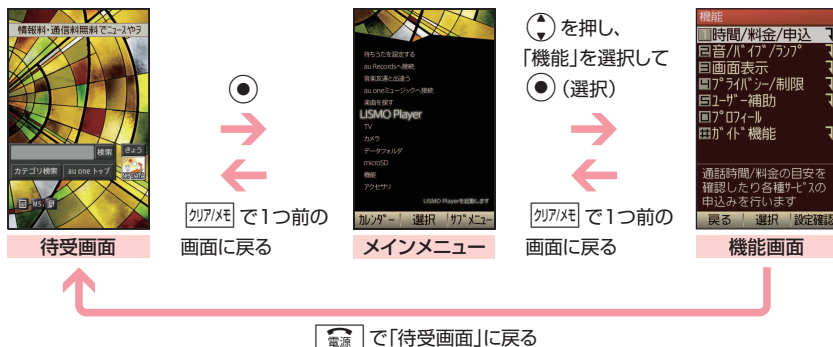 情報料・通信料無料でニュースやラ
検索
きょう
カテゴリ検索
au one トップ
待受画面
クリア/メモ で1つ前の
画面に戻る
待ちうたを設定する
au Recordsへ接続
音楽友達と出逢う
au oneミュージックへ接続
楽曲を探す
LISMO Player
TV
カメラ
データフォルダ
microSD
機能
アクセサリ
LISMO Playerを起動します
カレンダー 選択 サブメニュー
メインメニュー
を押し、
「機能」を選択して
(選択)
クリア/メモ で1つ前の
画面に戻る
機能
1時間/料金/申込
2音/バイブ/ランプ
3画面表示
4プライバシー/制限
5ユーザー補助
0プロフィール
#ガイド機能
通話時間/料金の目安を
確認したり各種サービスの
申込みを行います
戻る 選択 設定確認
機能画面
電源 で「待受画面」に戻る